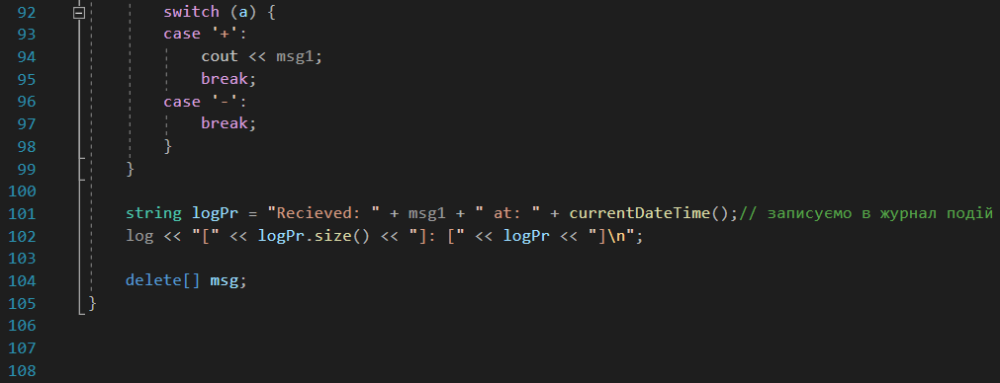 92 switch (a) {
93 case '+':
94 cout << msg1;
95 break;
96 case '-':
97 break;
98 }
99 }
100
101 string logPr = "Recieved: " + msg1 + " at: " + currentDateTime();// записуємо в журнал подій
102 log << "[" << logPr.size() << "]: [" << logPr << "]\n";
103
104 delete[] msg;
105 }
106
107
108